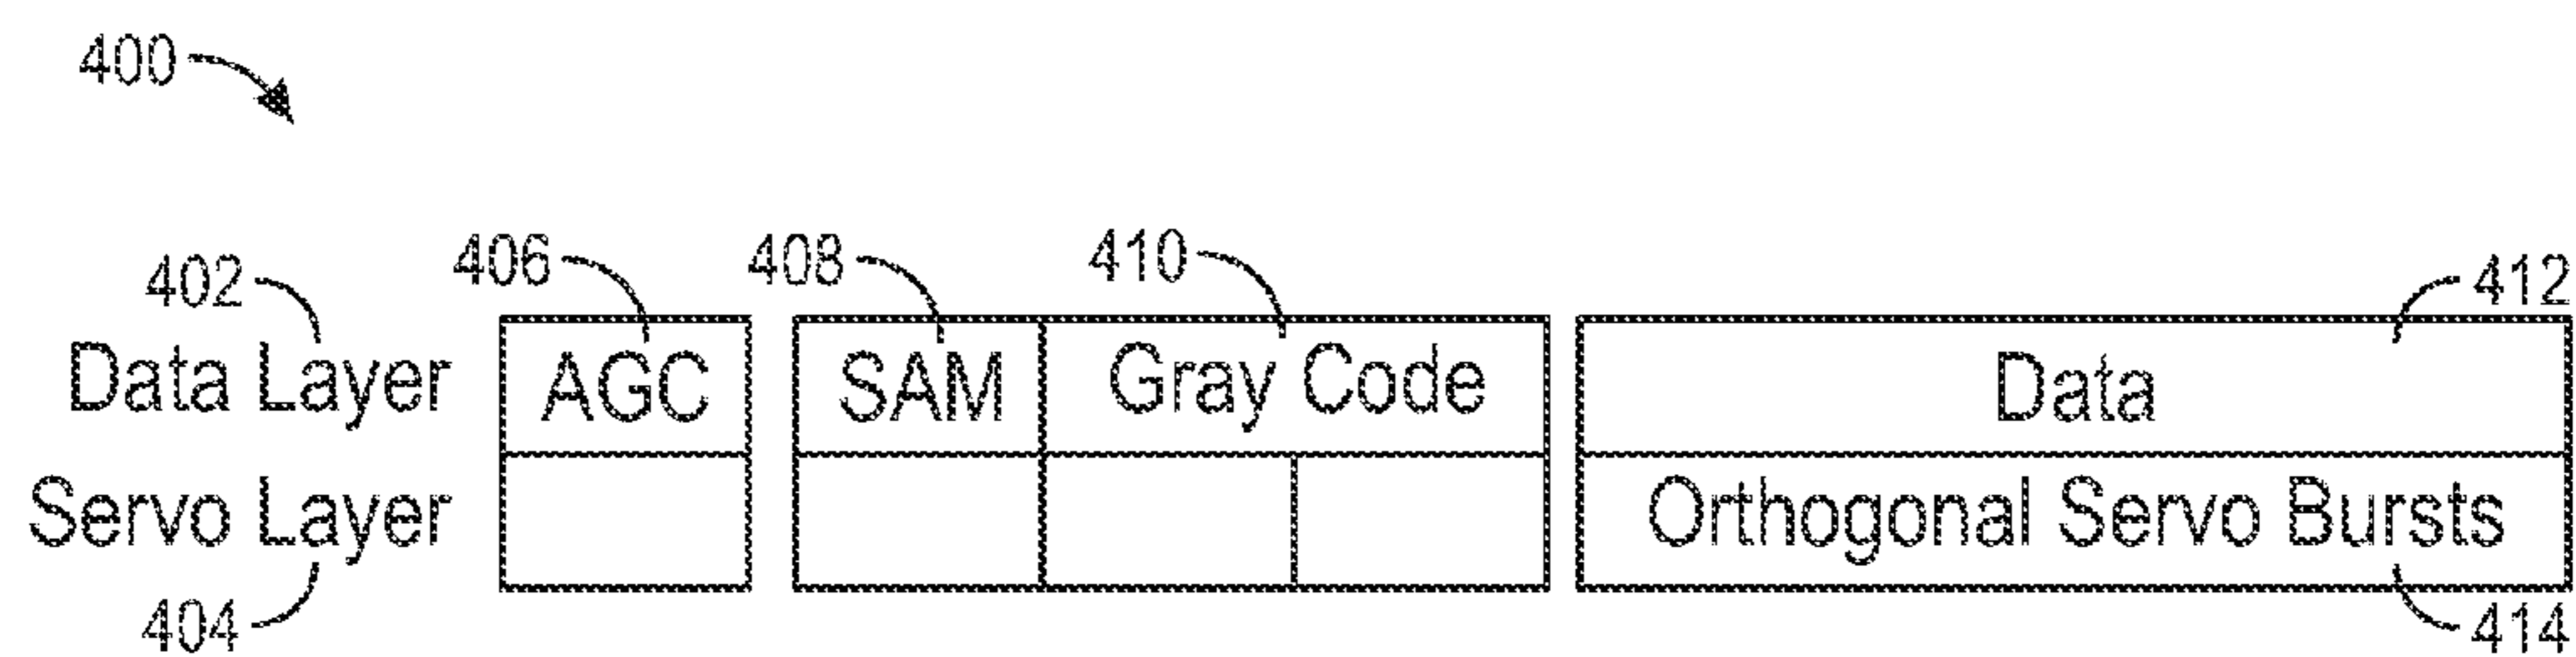 400
406 408 410
402 412
Data Layer AGC SAM Gray Code Data
Servo Layer Orthogonal Servo Bursts
404 414